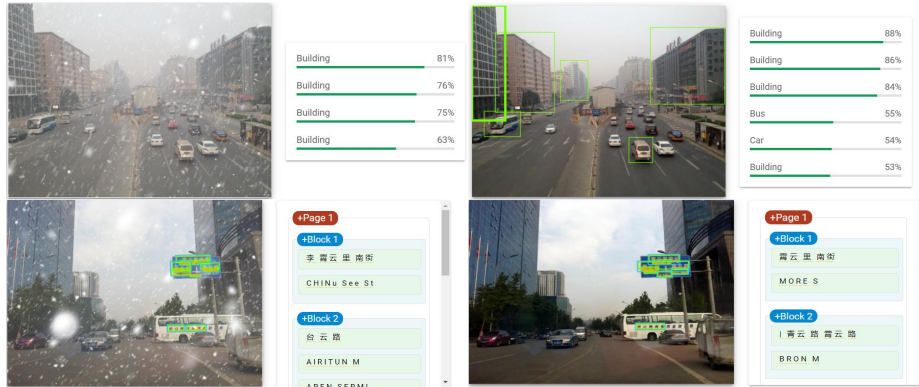 Building 81%
Building 76%
Building 75%
Building 63%
Building 88%
Building 86%
Building 84%
Bus 55%
Car 54%
Building 53%
+Page 1
+Block 1
李 霄云 里 南街
CHINu See St
+Block 2
台 云 路
AIRITUN M
APEN SEPMI
+Page 1
+Block 1
霄云 里 南街
MORE S
+Block 2
| 青云 路 霄云 路
BRON M